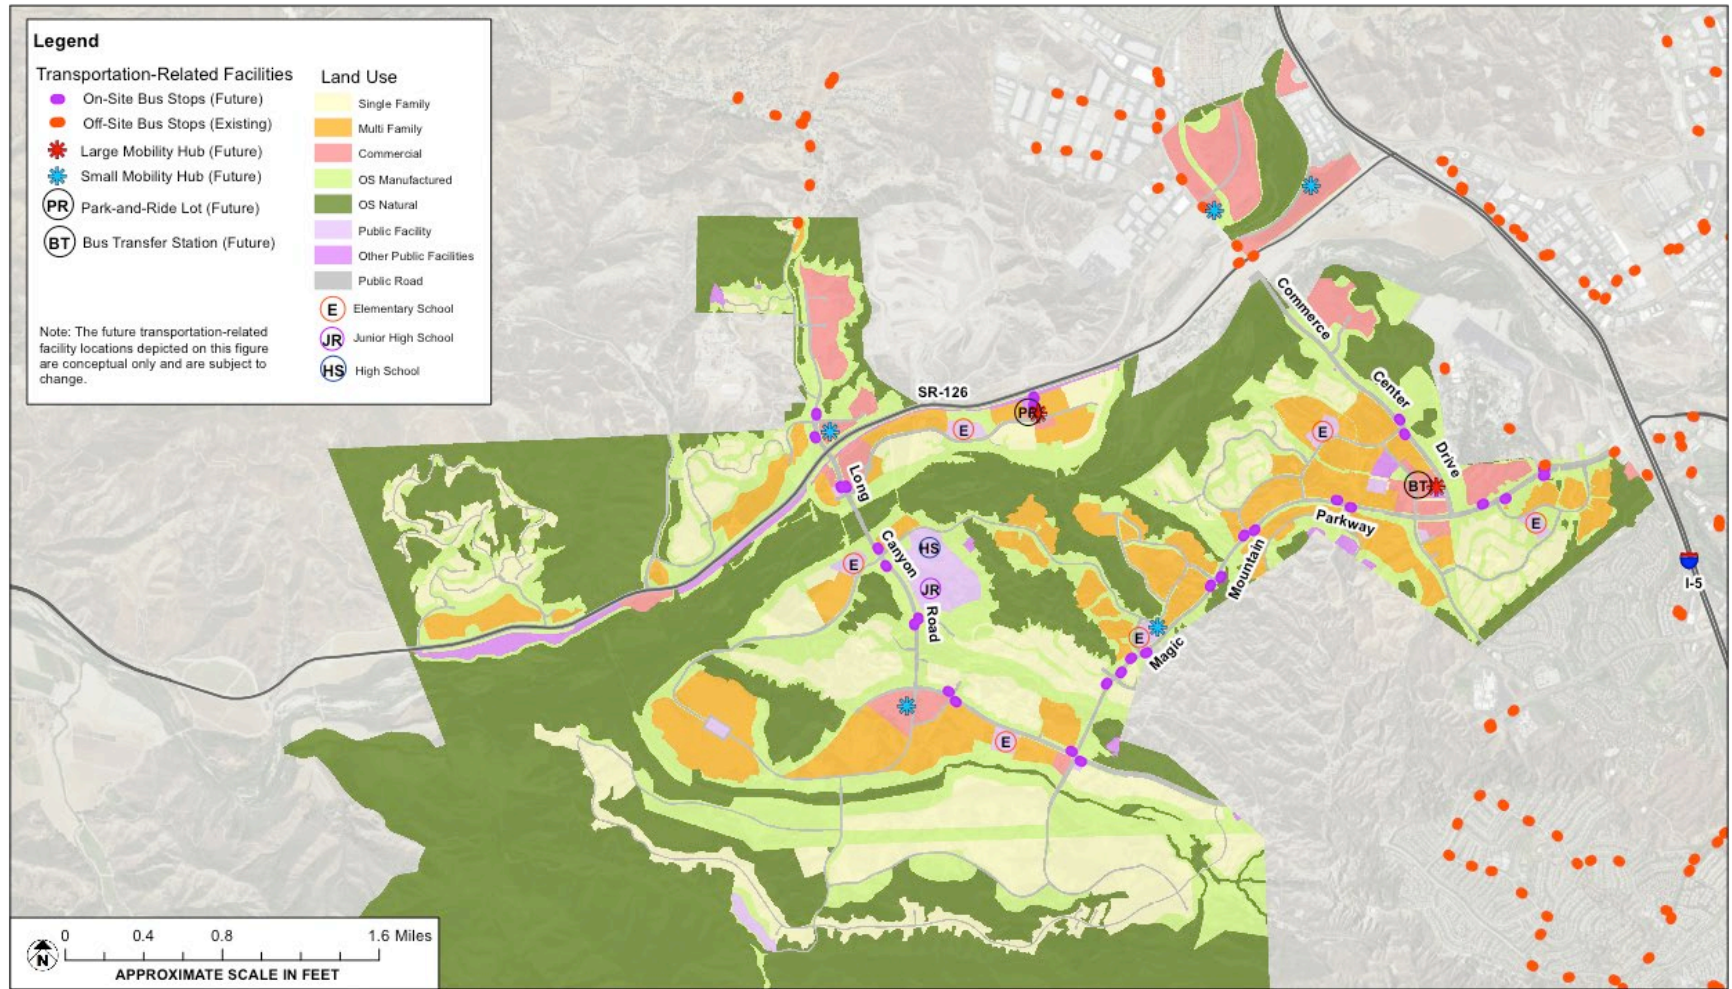 Legend
Transportation-Related Facilities
On-Site Bus Stops (Future)
Off-Site Bus Stops (Existing)
Large Mobility Hub (Future)
Small Mobility Hub (Future)
PR Park-and-Ride Lot (Future)
BT Bus Transfer Station (Future)
Note: The future transportation-related
facility locations depicted on this figure
are conceptual only and are subject to
change.
Land Use
Single Family
Multi Family
Commercial
OS Manufactured
OS Natural
Public Facility
Other Public Facilities
Public Road
E Elementary School
JR Junior High School
HS High School
Commerce
Center
Drive
SR-126
PR
E
E
Long
BT
Parkway
E
Canyon
HS
E
JR
Mountain
I-5
Road
E
Magic
E
0 0.4 0.8 1.6 Miles
N
APPROXIMATE SCALE IN FEET